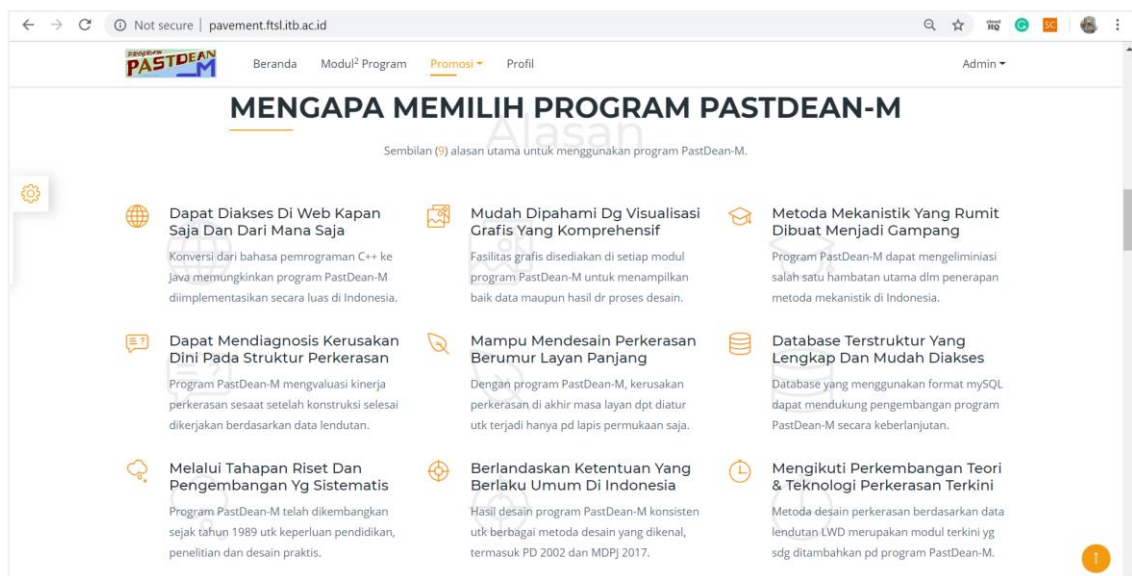 Not secure | pavement.ftsl.itb.ac.id
PROGRAM
PASTDEAN
M
Beranda Modul² Program Promosi Profil Admin
MENGAPA MEMILIH PROGRAM PASTDEAN-M
Alasan
Sembilan (9) alasan utama untuk menggunakan program PastDean-M.
Dapat Diakses Di Web Kapan
Saja Dan Dari Mana Saja
Konversi dari bahasa pemrograman C++ ke
Java memungkinkan program PastDean-M
diimplementasikan secara luas di Indonesia.
Mudah Dipahami Dg Visualisasi
Grafis Yang Komprehensif
Fasilitas grafis disediakan di setiap modul
program PastDean-M untuk menampilkan
baik data maupun hasil dr proses desain.
Metoda Mekanistik Yang Rumit
Dibuat Menjadi Gampang
Program PastDean-M dapat mengeliminiasi
salah satu hambatan utama dlm penerapan
metoda mekanistik di Indonesia.
Dapat Mendiagnosis Kerusakan
Dini Pada Struktur Perkerasan
Program PastDean-M mengvaluasi kinerja
perkerasan sesaat setelah konstruksi selesai
dikerjakan berdasarkan data lendutan.
Mampu Mendesain Perkerasan
Berumur Layan Panjang
Dengan program PastDean-M, kerusakan
perkerasan di akhir masa layan dpt diatur
utk terjadi hanya pd lapis permukaan saja.
Database Terstruktur Yang
Lengkap Dan Mudah Diakses
Database yang menggunakan format mySQL
dapat mendukung pengembangan program
PastDean-M secara keberlanjutan.
Melalui Tahapan Riset Dan
Pengembangan Yg Sistematis
Program PastDean-M telah dikembangkan
sejak tahun 1989 utk keperluan pendidikan,
penelitian dan desain praktis.
Berlandaskan Ketentuan Yang
Berlaku Umum Di Indonesia
Hasil desain program PastDean-M konsisten
utk berbagai metoda desain yang dikenal,
termasuk PD 2002 dan MDPJ 2017.
Mengikuti Perkembangan Teori
& Teknologi Perkerasan Terkini
Metoda desain perkerasan berdasarkan data
lendutan LWD merupakan modul terkini yg
sdg ditambahkan pd program PastDean-M.